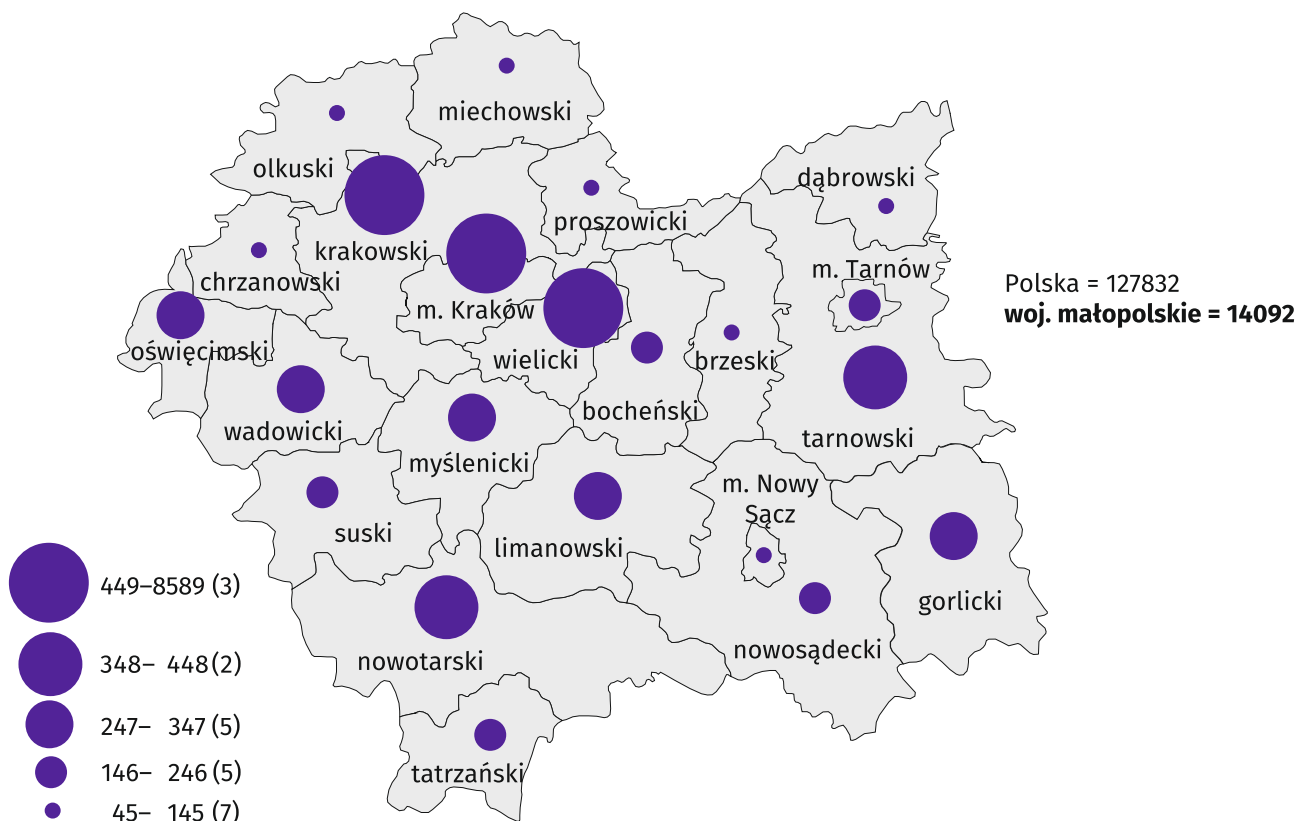 miechowski
olkuski
dąbrowski
proszowicki
krakowski
chrzanowski
m. Tarnów
Polska = 127832
woj. małopolskie = 14092
m. Kraków
oświęcimski
wielicki
brzeski
bocheński
wadowicki
tarnowski
myślenicki
m. Nowy
Sącz
suski
limanowski
449–8589 (3)
gorlicki
nowosądecki
348– 448 (2)
nowotarski
247– 347 (5)
146– 246 (5)
tatrzański
45– 145 (7)